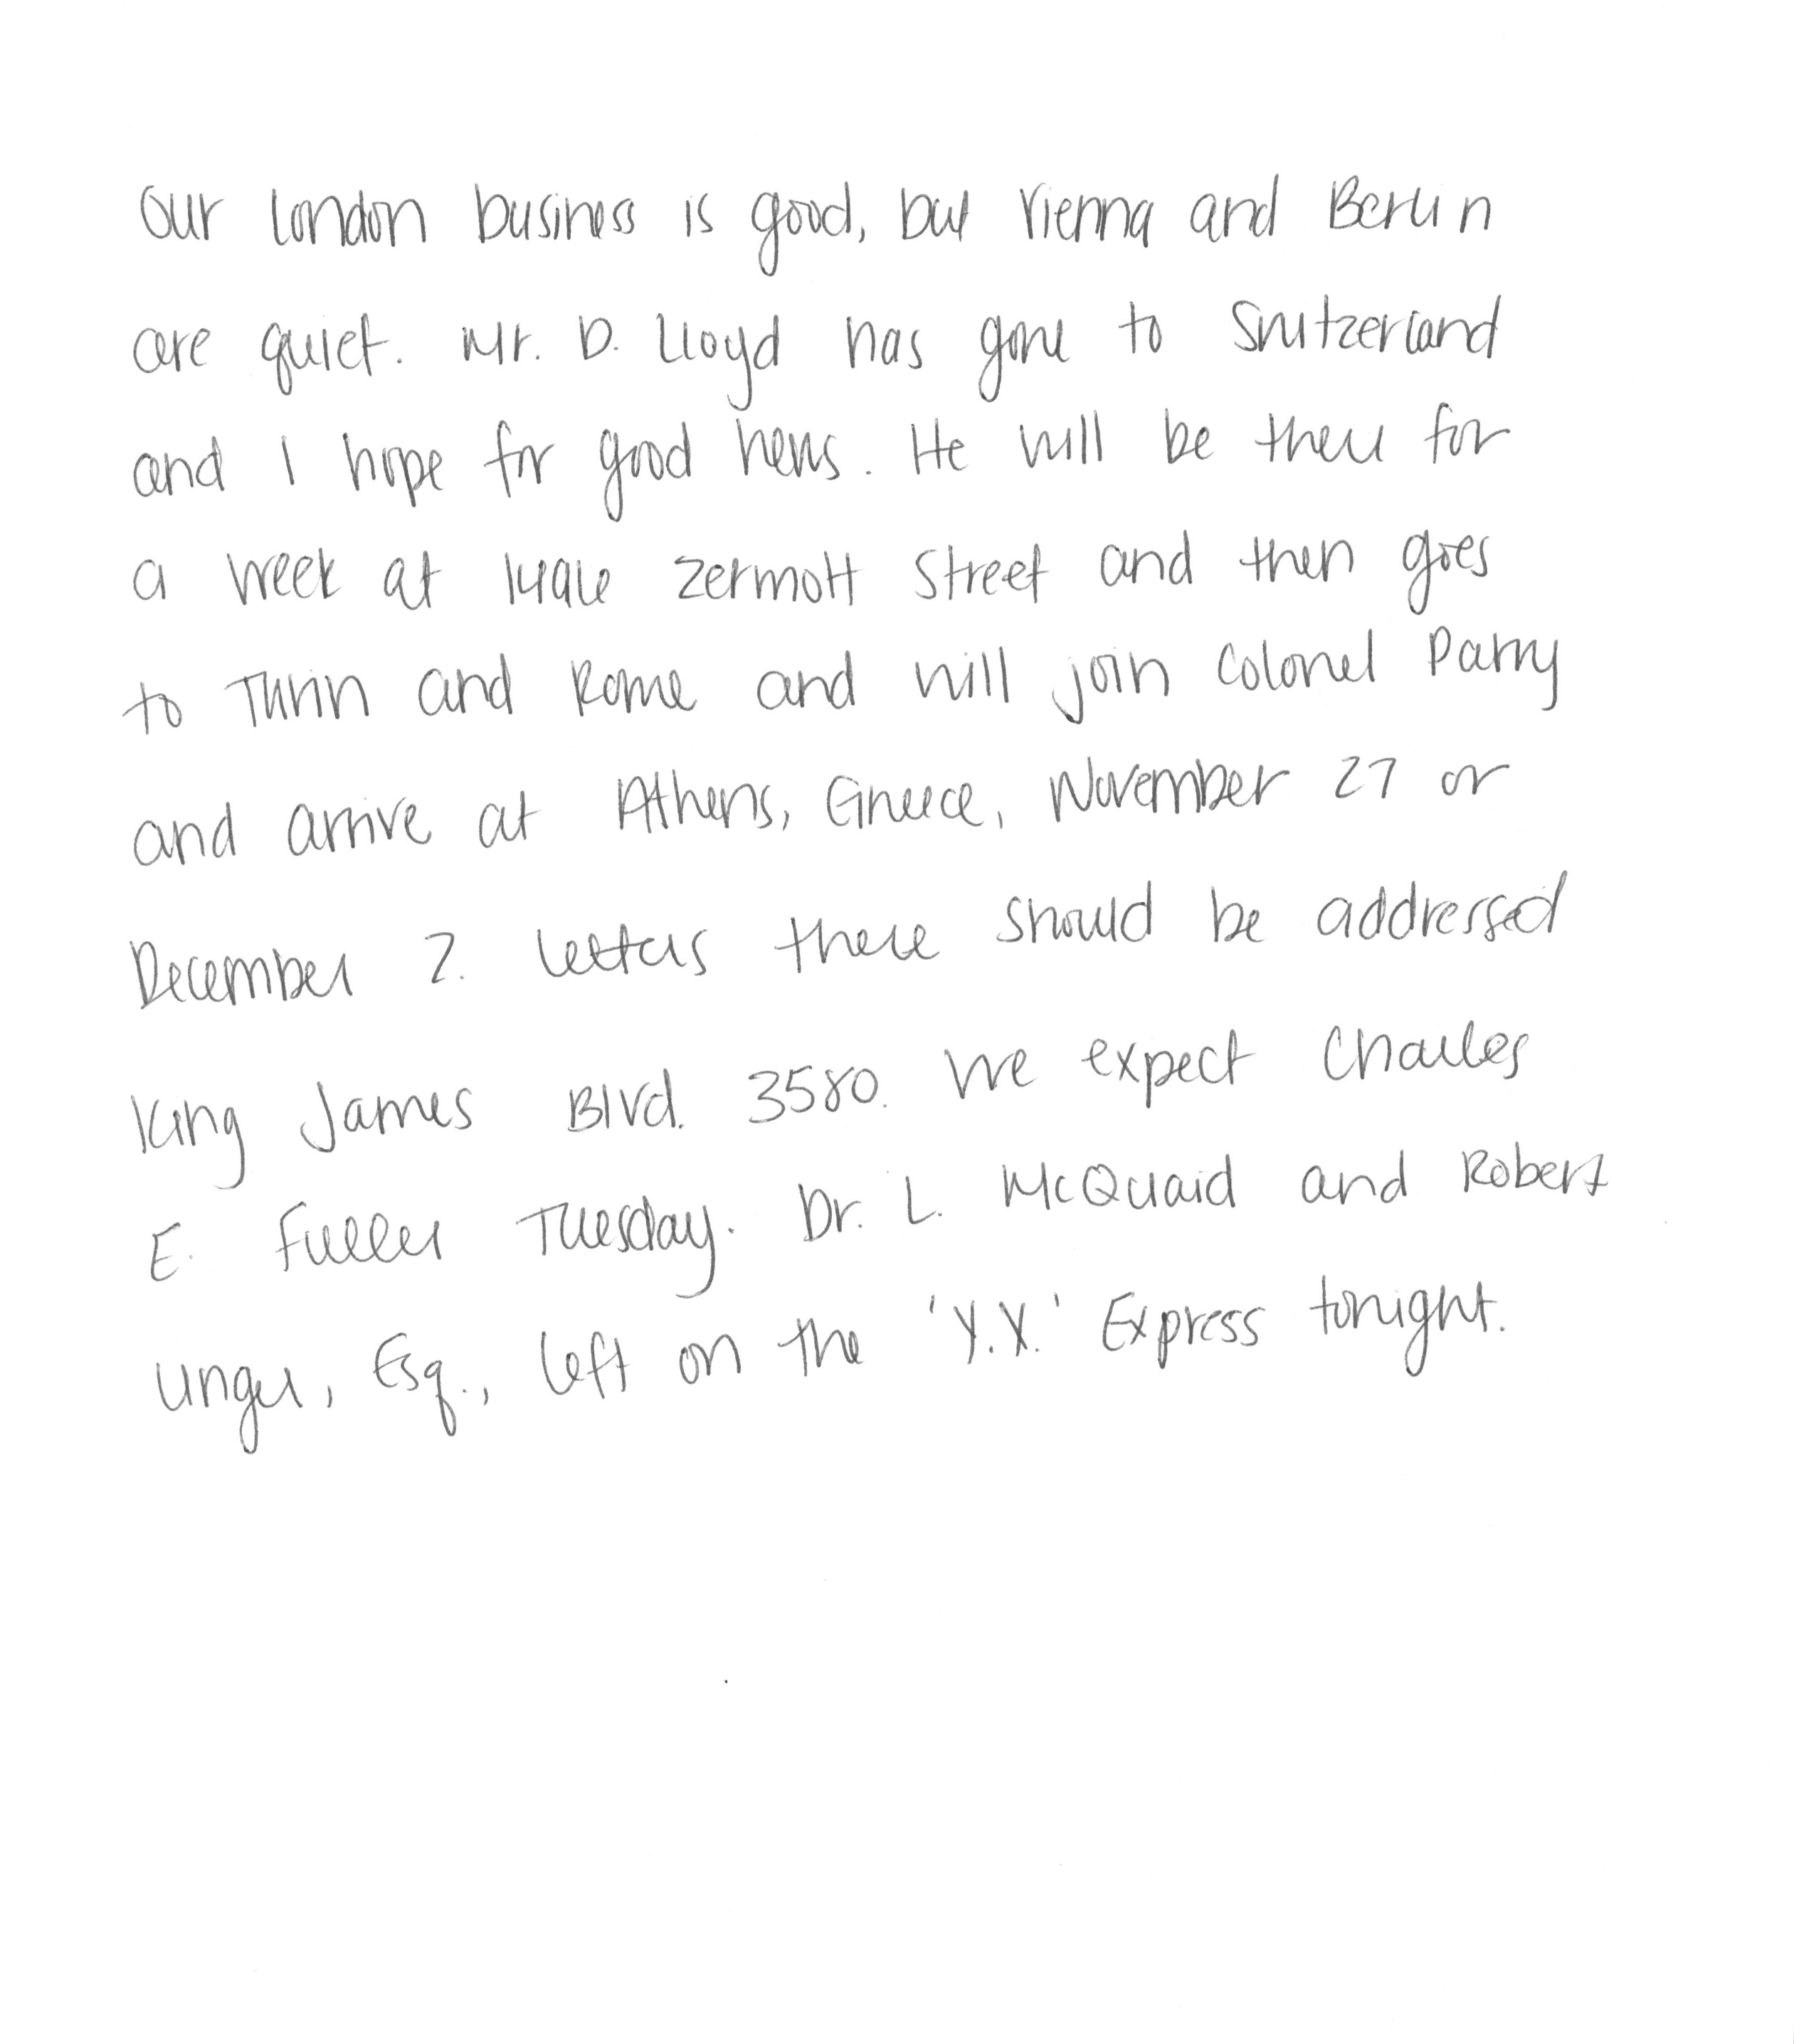 Our London business is good, but Vienna and Berlin
are quiet. Mr. D. Lloyd has gone to Switzerland
and I hope for good news. He will be there for
a week at Zermott Street and then goes
to Turin and Rome and will join Colonel Parry
and arrive at Athens, Greece, November 27 or
December 2. Letters there should be addressed
King James Blvd. 3580. We expect Charles
E. Fuller Tuesday. Dr. L. McQuaid and Robert
Unger, Esq., left on the 'Y.X.' Express tonight.